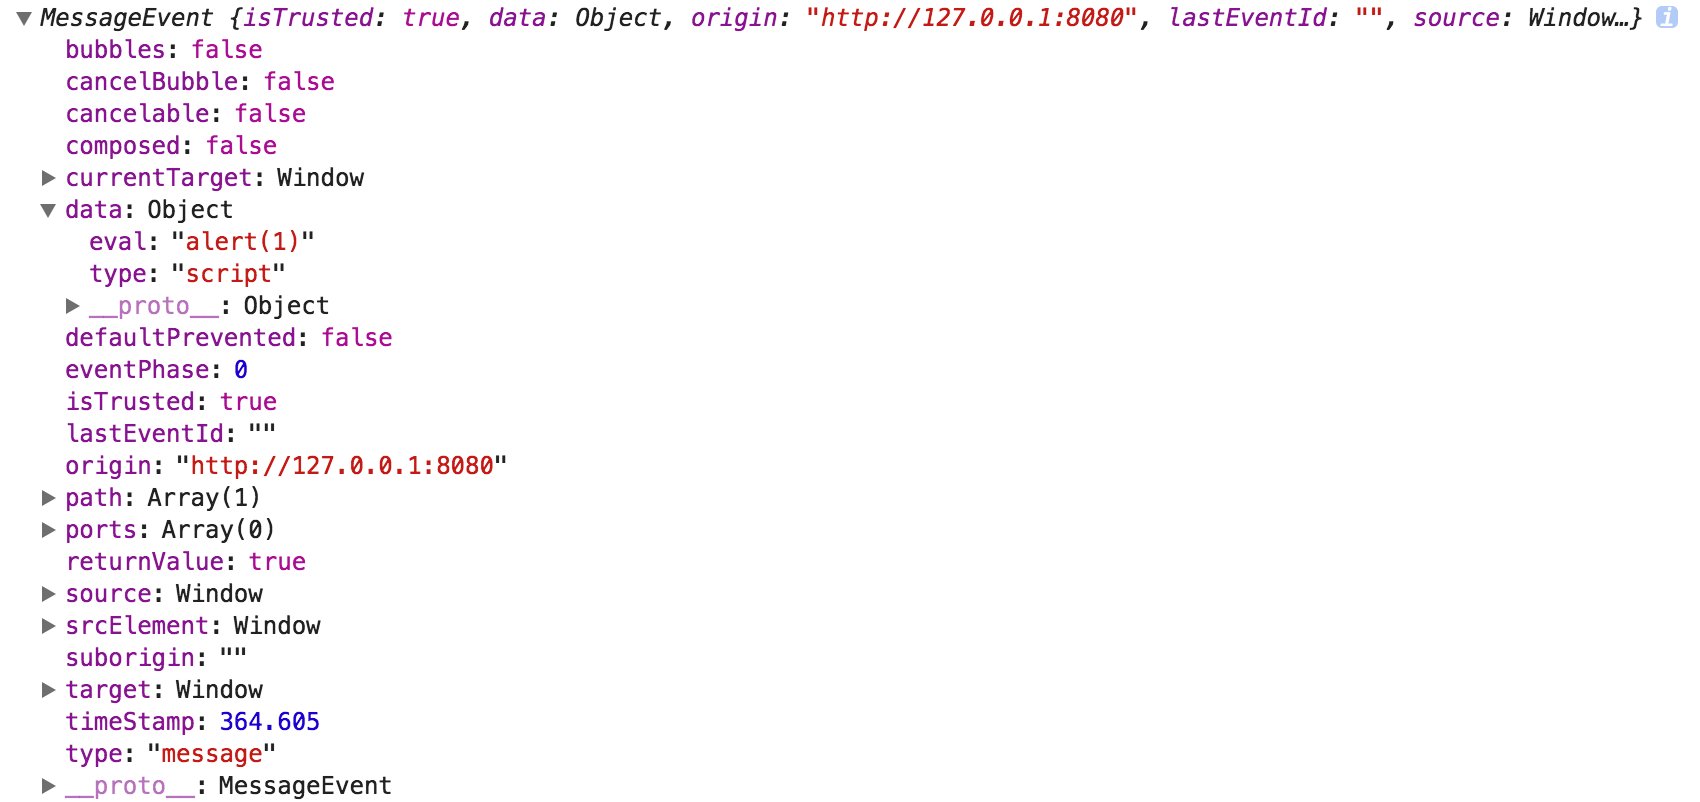 MessageEvent {isTrusted: true, data: Object, origin: "http://127.0.0.1:8080", lastEventId: "", source: Window…} i
bubbles: false
cancelBubble: false
cancelable: false
composed: false
currentTarget: Window
data: Object
eval: "alert(1)"
type: "script"
__proto__: Object
defaultPrevented: false
eventPhase: 0
isTrusted: true
lastEventId: ""
origin: "http://127.0.0.1:8080"
path: Array(1)
ports: Array(0)
returnValue: true
source: Window
srcElement: Window
suborigin: ""
target: Window
timeStamp: 364.605
type: "message"
__proto__: MessageEvent